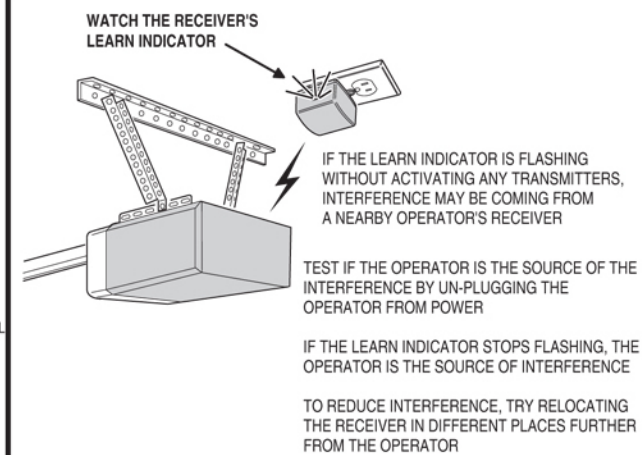 WATCH THE RECEIVER'S
LEARN INDICATOR
IF THE LEARN INDICATOR IS FLASHING
WITHOUT ACTIVATING ANY TRANSMITTERS,
INTERFERENCE MAY BE COMING FROM
A NEARBY OPERATOR'S RECEIVER
TEST IF THE OPERATOR IS THE SOURCE OF THE
INTERFERENCE BY UN-PLUGGING THE
OPERATOR FROM POWER
IF THE LEARN INDICATOR STOPS FLASHING, THE
OPERATOR IS THE SOURCE OF INTERFERENCE
TO REDUCE INTERFERENCE, TRY RELOCATING
THE RECEIVER IN DIFFERENT PLACES FURTHER
FROM THE OPERATOR